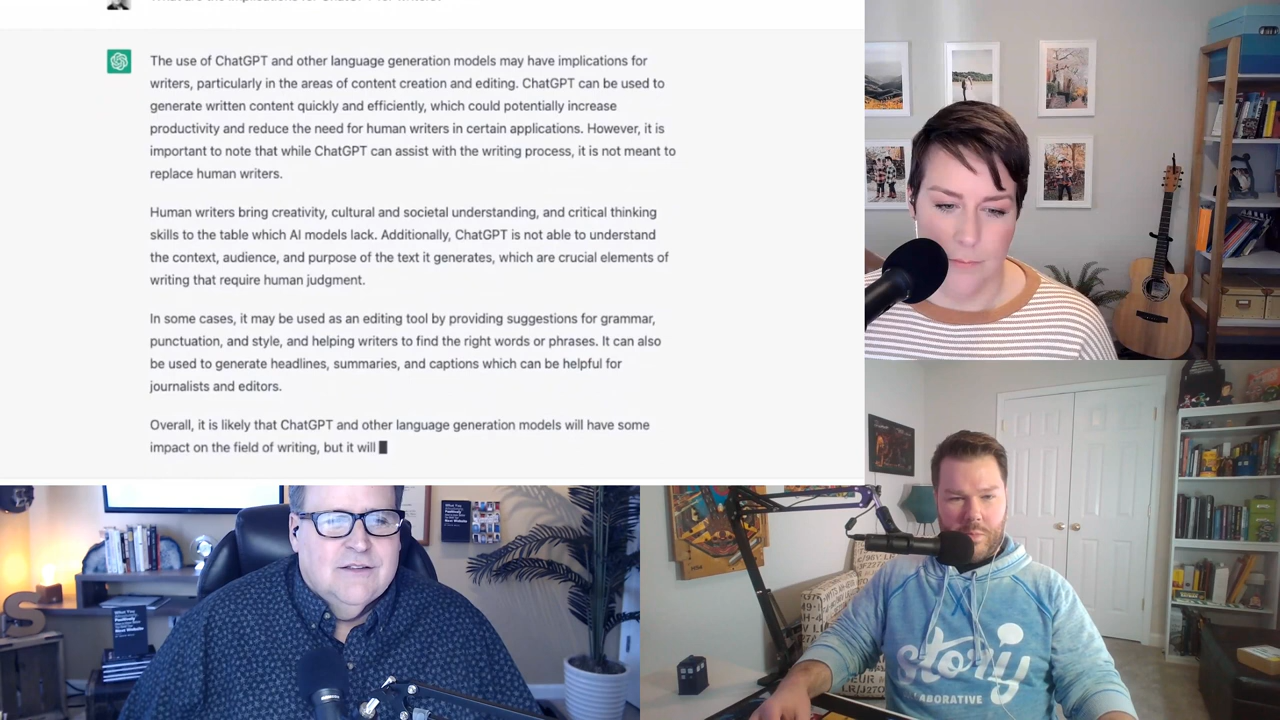 What are the implications for ChatGPT for writers?
The use of ChatGPT and other language generation models may have implications for
writers, particularly in the areas of content creation and editing. ChatGPT can be used to
generate written content quickly and efficiently, which could potentially increase
productivity and reduce the need for human writers in certain applications. However, it is
important to note that while ChatGPT can assist with the writing process, it is not meant to
replace human writers.
Human writers bring creativity, cultural and societal understanding, and critical thinking
skills to the table which AI models lack. Additionally, ChatGPT is not able to understand
the context, audience, and purpose of the text it generates, which are crucial elements of
writing that require human judgment.
In some cases, it may be used as an editing tool by providing suggestions for grammar,
punctuation, and style, and helping writers to find the right words or phrases. It can also
be used to generate headlines, summaries, and captions which can be helpful for
journalists and editors.
Overall, it is likely that ChatGPT and other language generation models will have some
impact on the field of writing, but it will
story
LABORATIVE